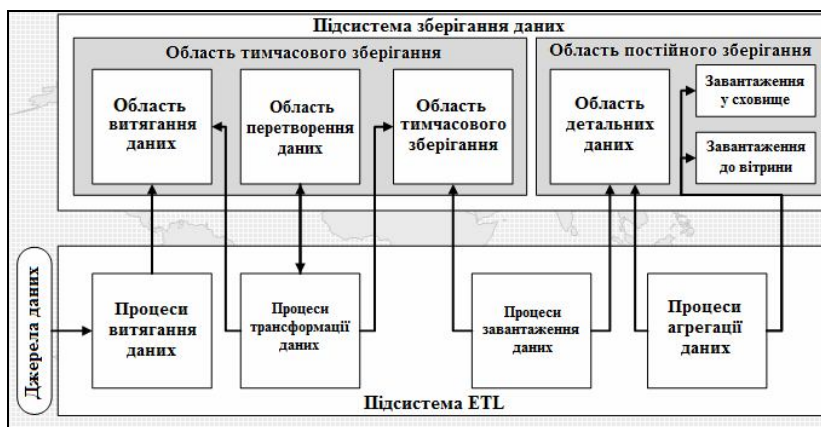 Підсистема зберігання даних
Область тимчасового зберігання
Область
витягання
даних
Область
перетворення
даних
Область
тимчасового
зберігання
Область постійного зберігання
Область
детальних
даних
Завантаження
у сховище
Завантаження
до вітрини
Джерела даних
Процеси
витягання
даних
Процеси
трансформації
даних
Процеси
завантаження
даних
Процеси
агрегації
даних
Підсистема ETL